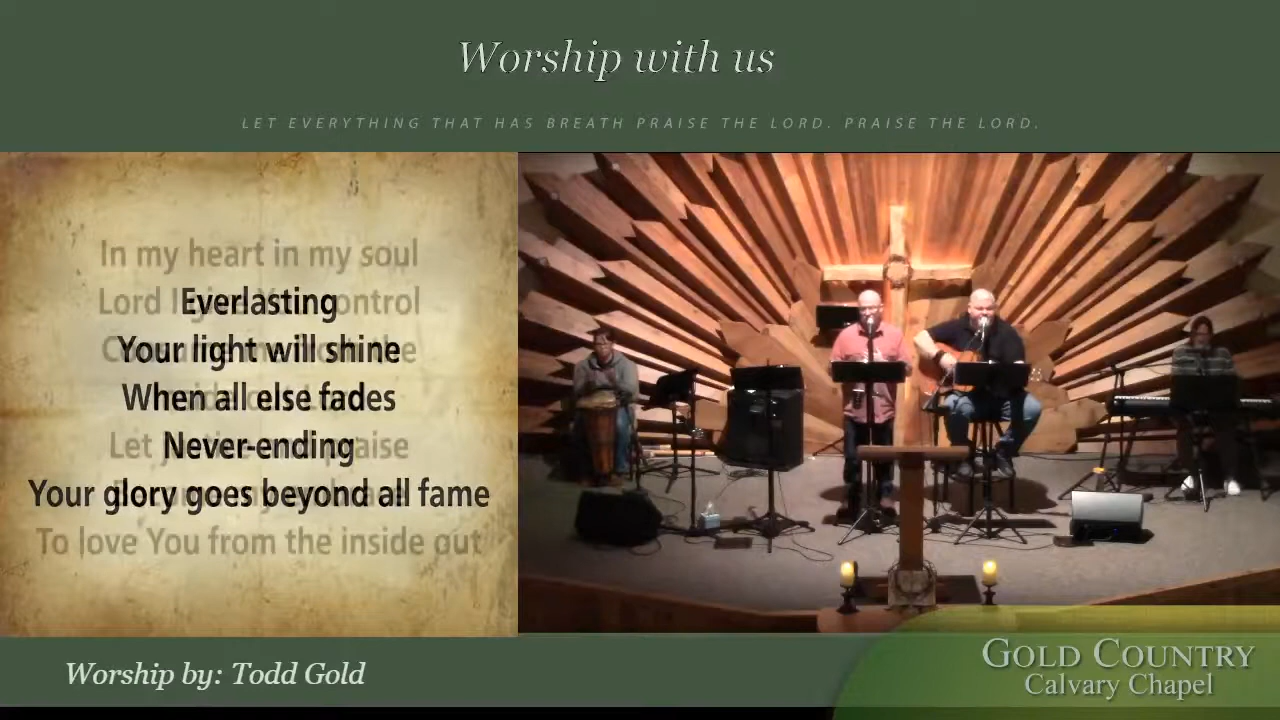 Worship with us
LET EVERYTHING THAT HAS BREATH PRAISE THE LORD. PRAISE THE LORD.
In my heart in my soul
Everlasting
Your light will shine
When all else fades
Never-ending
Your glory goes beyond all fame
To love You from the inside out
Worship by: Todd Gold
GOLD COUNTRY
Calvary Chapel